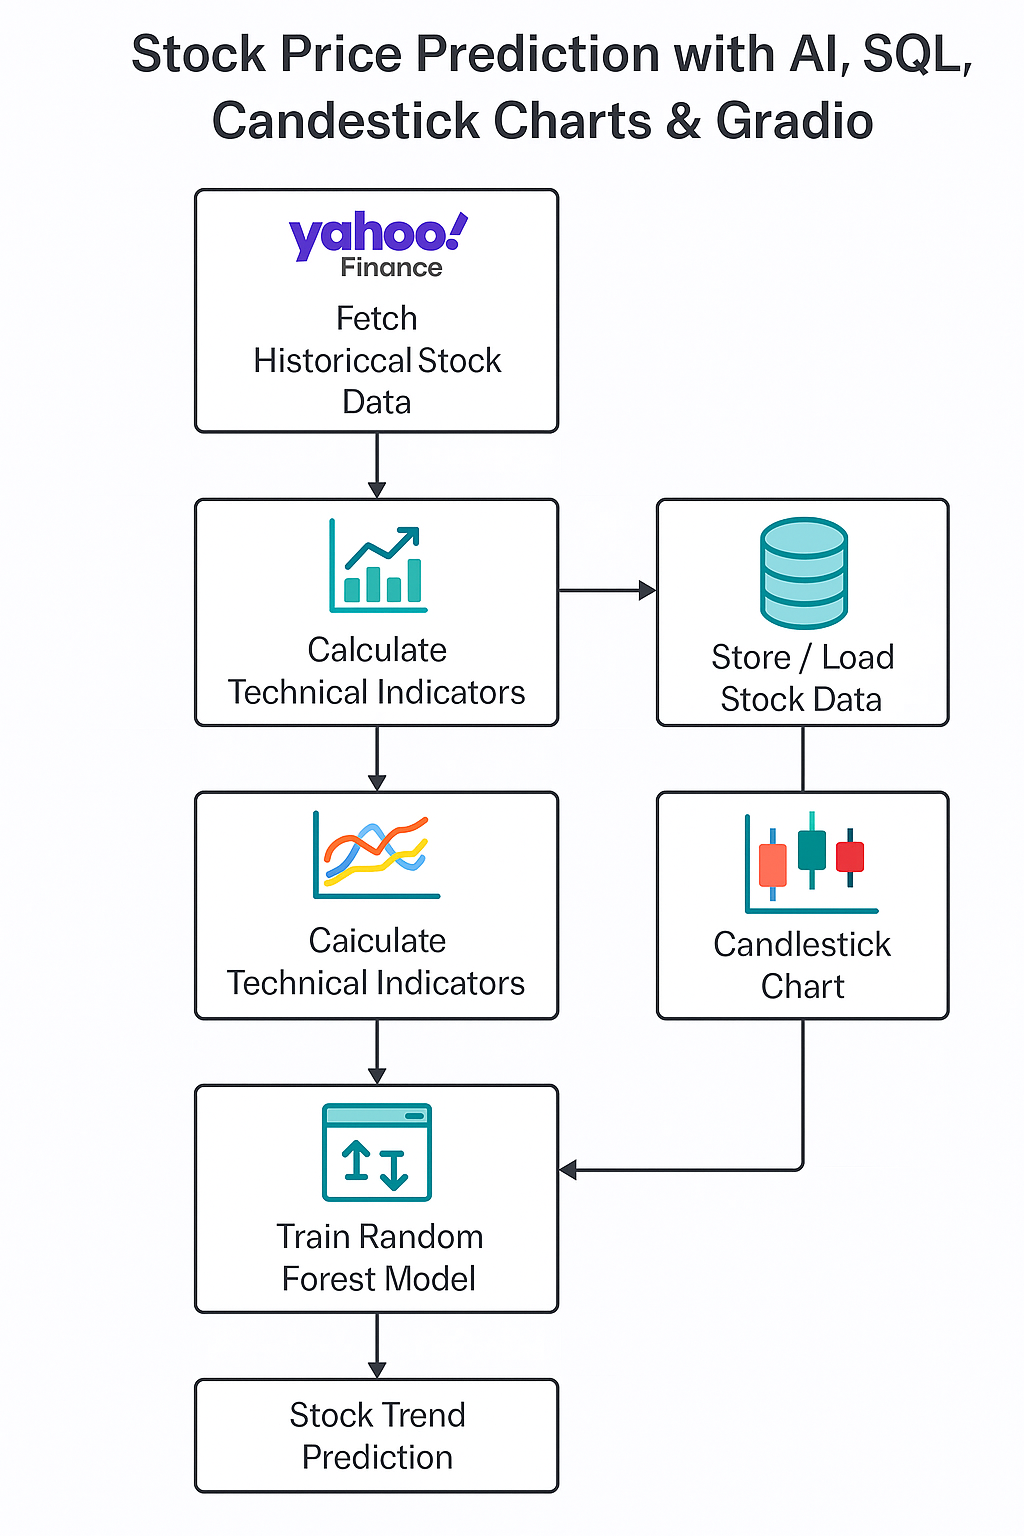 Stock Price Prediction with AI, SQL,
Candestick Charts & Gradio
yahoo!
Finance
Fetch
Historiccal Stock
Data
Calculate
Technical Indicators
Store / Load
Stock Data
Caiculate
Technical Indicators
Candlestick
Chart
Train Random
Forest Model
Stock Trend
Prediction